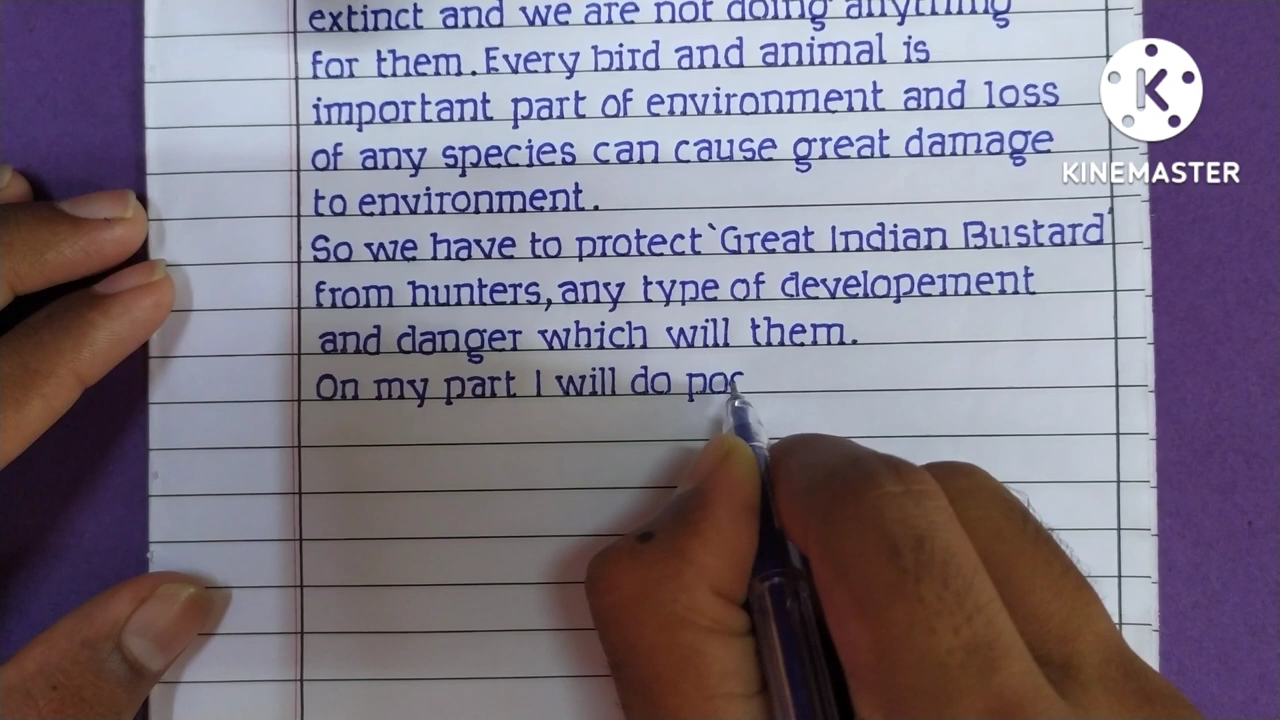 extinct and we are not doing anything
for them. Every bird and animal is
important part of environment and loss
of any species can cause great damage
to environment.
So we have to protect 'Great Indian Bustard'
from hunters, any type of developement
and danger which will them.
On my part I will do pos
K
KINEMASTER